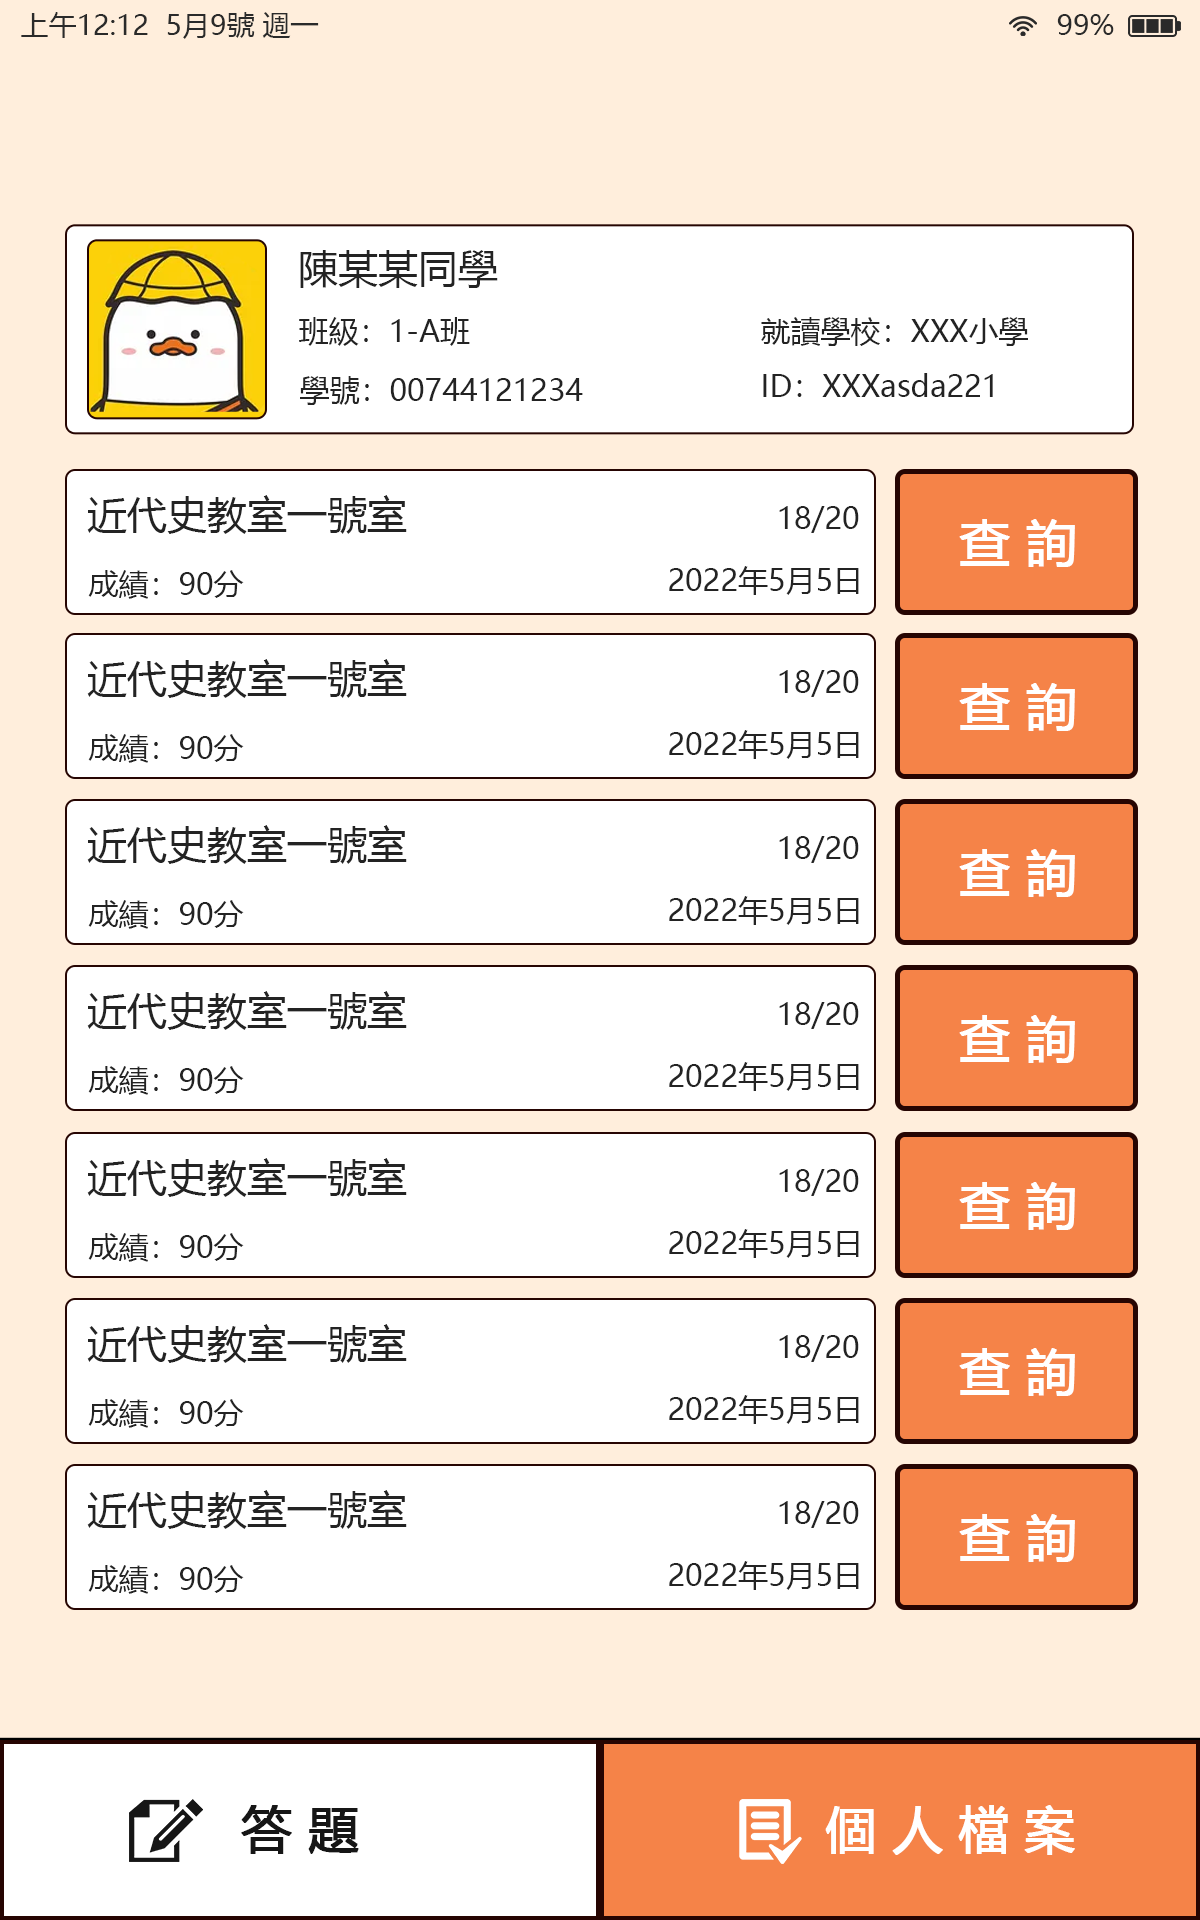 上午12:12 5月9號 週一
99%
陳某某同學
班級：1-A班
就讀學校：XXX小學
學號：00744121234
ID：XXXasda221
近代史教室一號室
18/20
成績：90分
2022年5月5日
查詢
近代史教室一號室
18/20
成績：90分
2022年5月5日
查詢
近代史教室一號室
18/20
成績：90分
2022年5月5日
查詢
近代史教室一號室
18/20
成績：90分
2022年5月5日
查詢
近代史教室一號室
18/20
成績：90分
2022年5月5日
查詢
近代史教室一號室
18/20
成績：90分
2022年5月5日
查詢
近代史教室一號室
18/20
成績：90分
2022年5月5日
查詢
答題
個人檔案